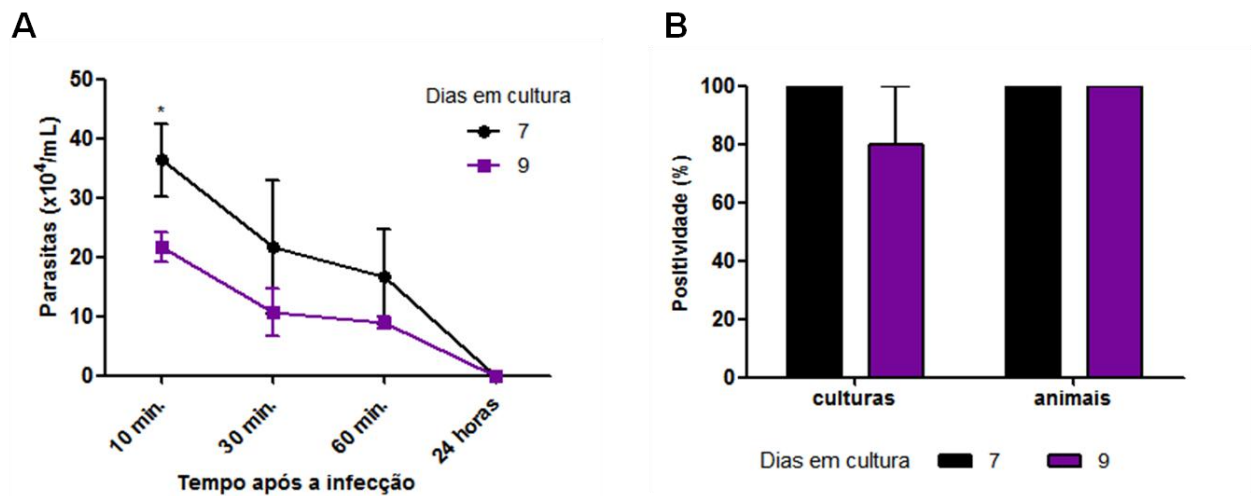 A
50
40
30
20
10
0
Parasitas (x10⁴/mL)
*
Dias em cultura
7
9
10 min.
30 min.
60 min.
24 horas
Tempo após a infecção
B
100
80
60
40
20
0
Positividade (%)
culturas
animais
Dias em cultura 7 9